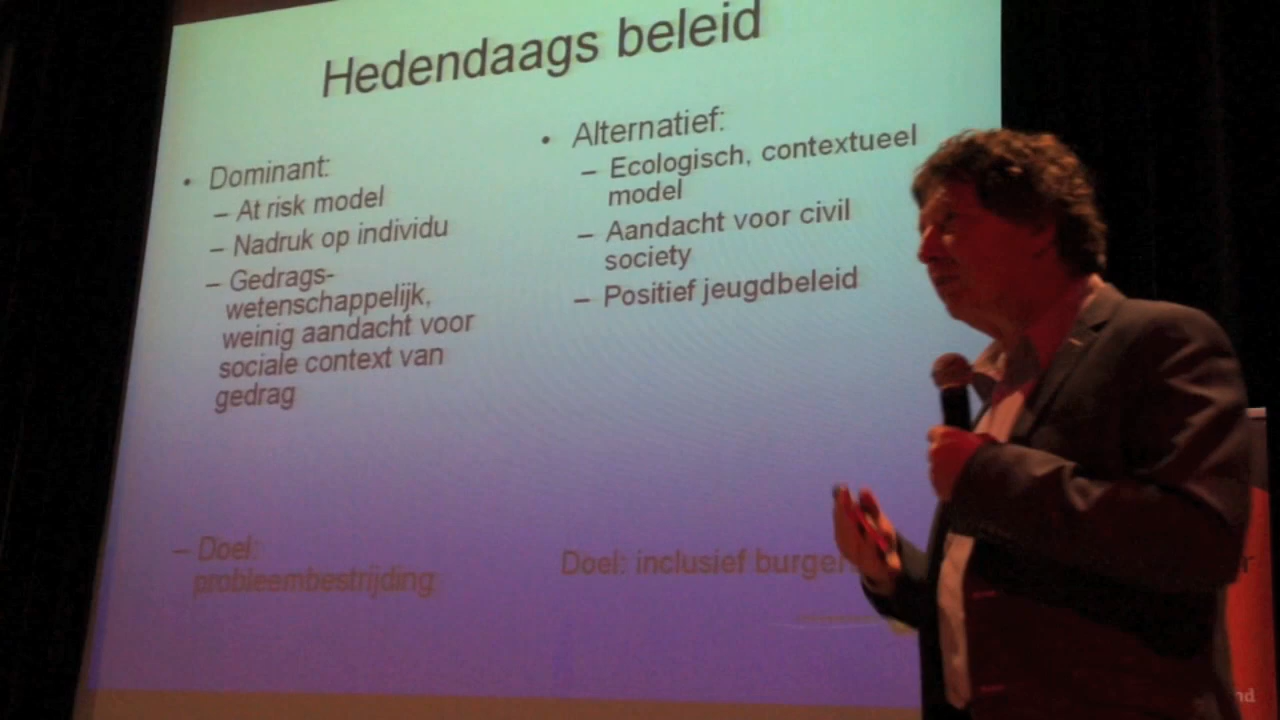 Hedendaags beleid
• Dominant:
– At risk model
– Nadruk op individu
– Gedrags-
wetenschappelijk,
weinig aandacht voor
sociale context van
gedrag
– Doel:
probleembestrijding
• Alternatief:
– Ecologisch, contextueel
model
– Aandacht voor civil
society
– Positief jeugdbeleid
Doel: inclusief burger
nd